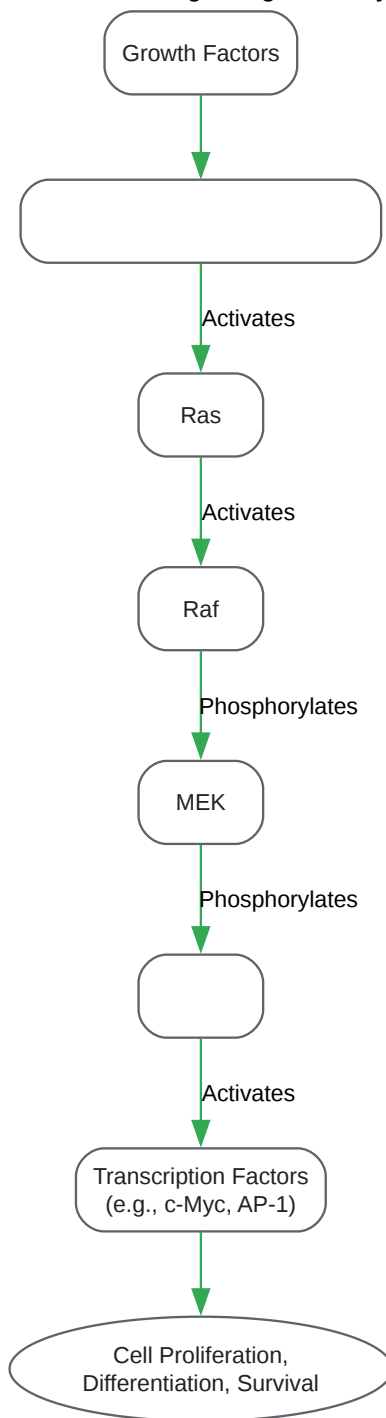 Growth Factors
Activates
Ras
Activates
Raf
Phosphorylates
MEK
Phosphorylates
Activates
Transcription Factors
(e.g., c-Myc, AP-1)
Cell Proliferation,
Differentiation, Survival